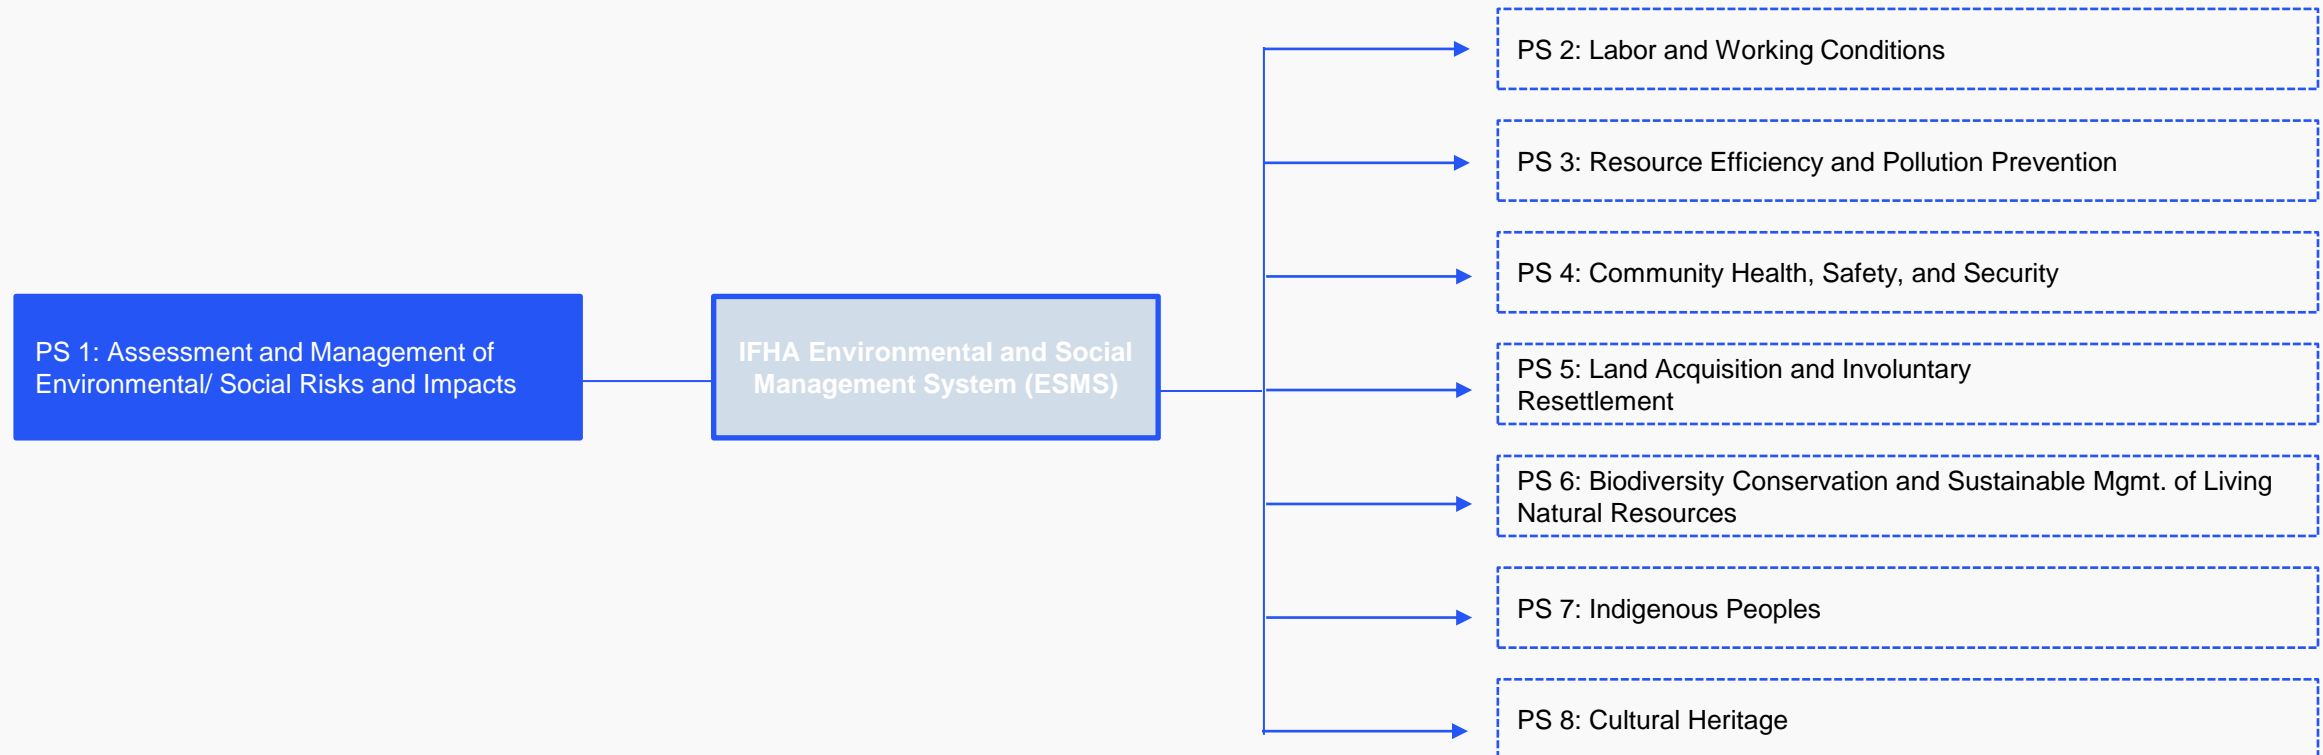 PS 2: Labor and Working Conditions
PS 3: Resource Efficiency and Pollution Prevention
PS 4: Community Health, Safety, and Security
PS 1: Assessment and Management of
Environmental/ Social Risks and Impacts
IFHA Environmental and Social
Management System (ESMS)
PS 5: Land Acquisition and Involuntary
Resettlement
PS 6: Biodiversity Conservation and Sustainable Mgmt. of Living
Natural Resources
PS 7: Indigenous Peoples
PS 8: Cultural Heritage